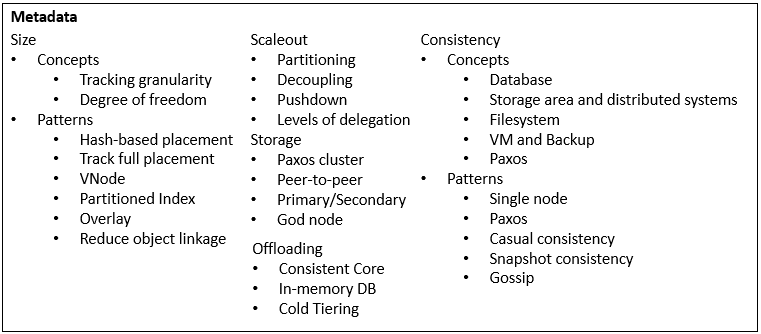 Metadata
Size
• Concepts
• Tracking granularity
• Degree of freedom
• Patterns
• Hash-based placement
• Track full placement
• VNode
• Partitioned Index
• Overlay
• Reduce object linkage
Scaleout
• Partitioning
• Decoupling
• Pushdown
• Levels of delegation
Storage
• Paxos cluster
• Peer-to-peer
• Primary/Secondary
• God node
Offloading
• Consistent Core
• In-memory DB
• Cold Tiering
Consistency
• Concepts
• Database
• Storage area and distributed systems
• Filesystem
• VM and Backup
• Paxos
• Patterns
• Single node
• Paxos
• Casual consistency
• Snapshot consistency
• Gossip